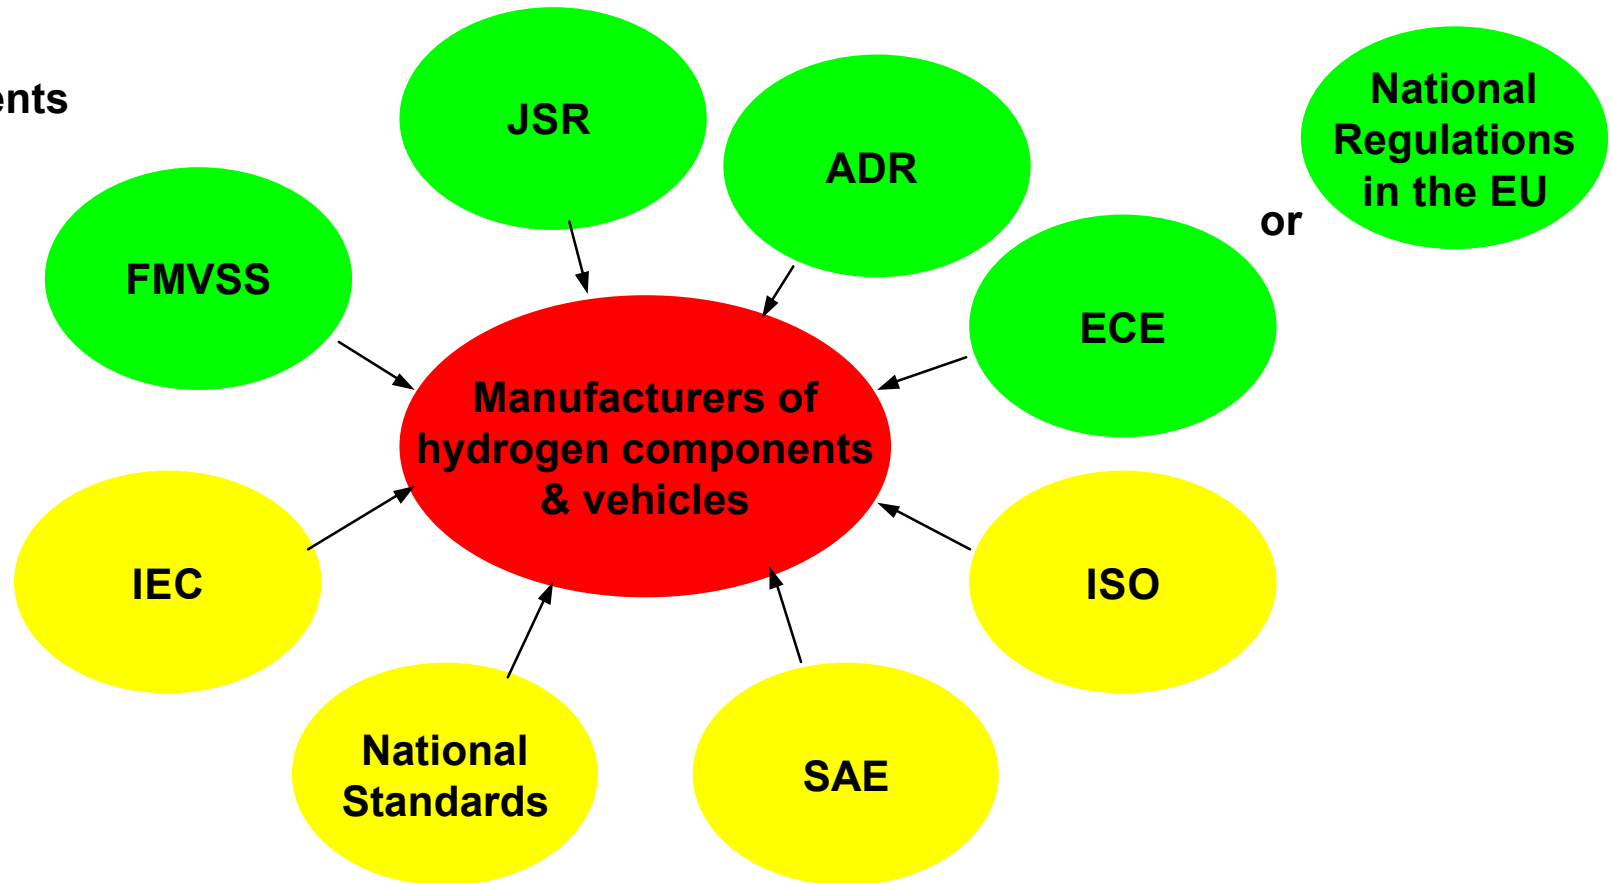 ents
JSR
ADR
National
Regulations
in the EU
or
FMVSS
ECE
Manufacturers of
hydrogen components
& vehicles
IEC
ISO
National
Standards
SAE